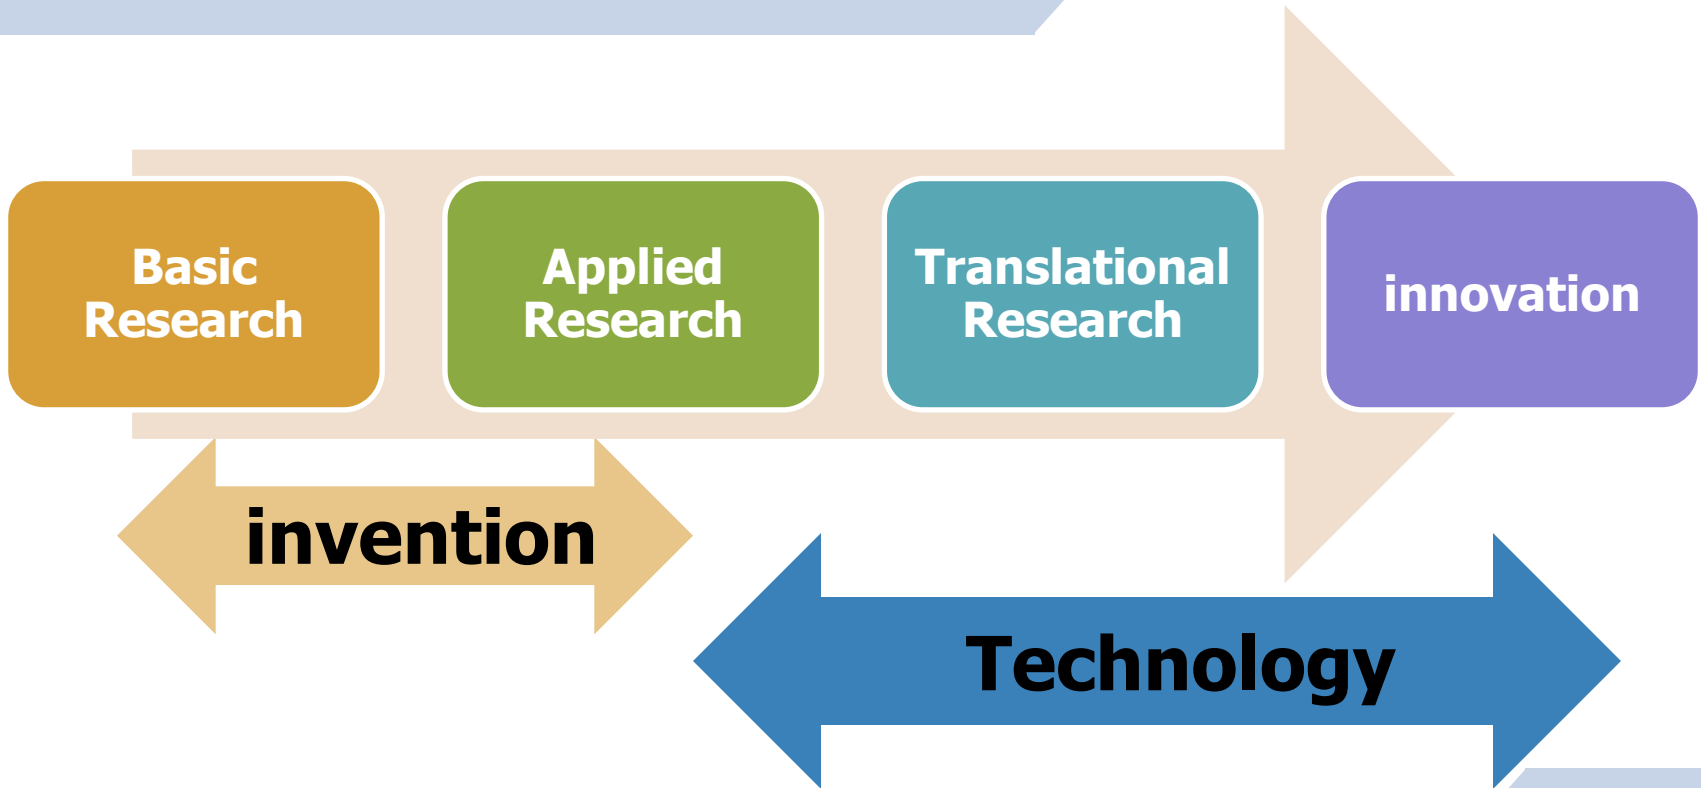 Basic
Research
Applied
Research
Translational
Research
innovation
invention
Technology